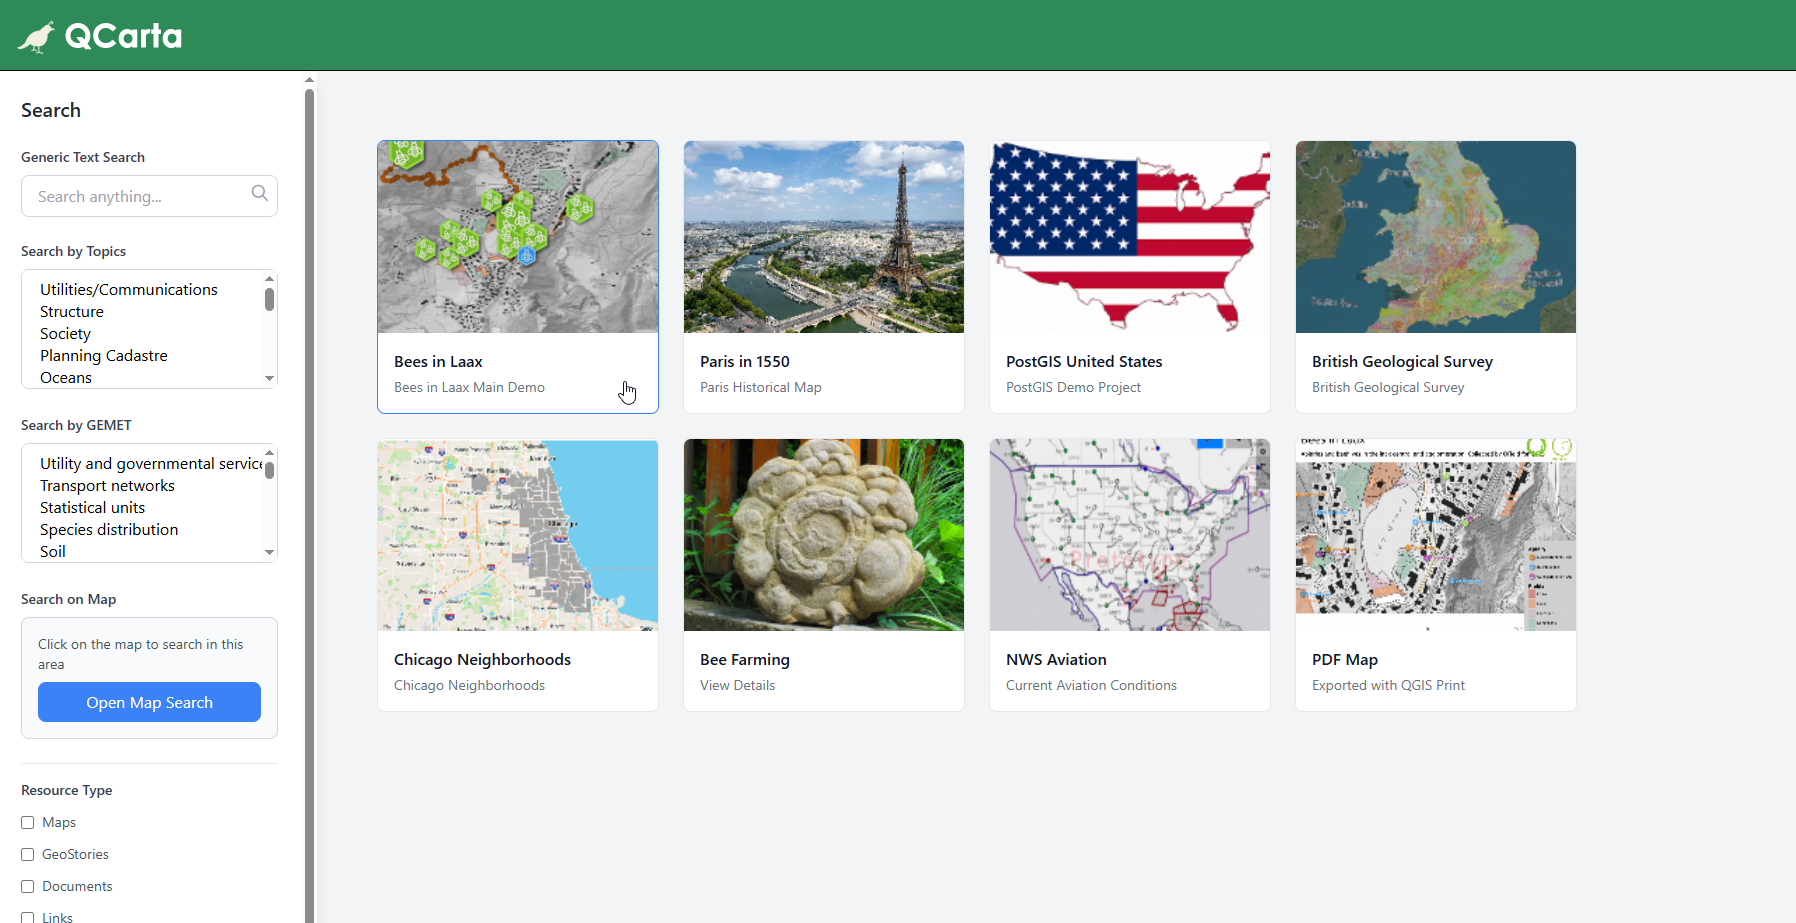 QCarta
Search
Generic Text Search
Search anything...
Search by Topics
Utilities/Communications
Structure
Society
Planning Cadastre
Oceans
Search by GEMET
Utility and governmental service
Transport networks
Statistical units
Species distribution
Soil
Search on Map
Click on the map to search in this
area
Open Map Search
Resource Type
Maps
GeoStories
Documents
Links
Bees in Laax
Bees in Laax Main Demo
Paris in 1550
Paris Historical Map
PostGIS United States
PostGIS Demo Project
British Geological Survey
British Geological Survey
Chicago Neighborhoods
Chicago Neighborhoods
Bee Farming
View Details
Prototype
NWS Aviation
Current Aviation Conditions
Bees in Laax
PDF Map
Exported with QGIS Print